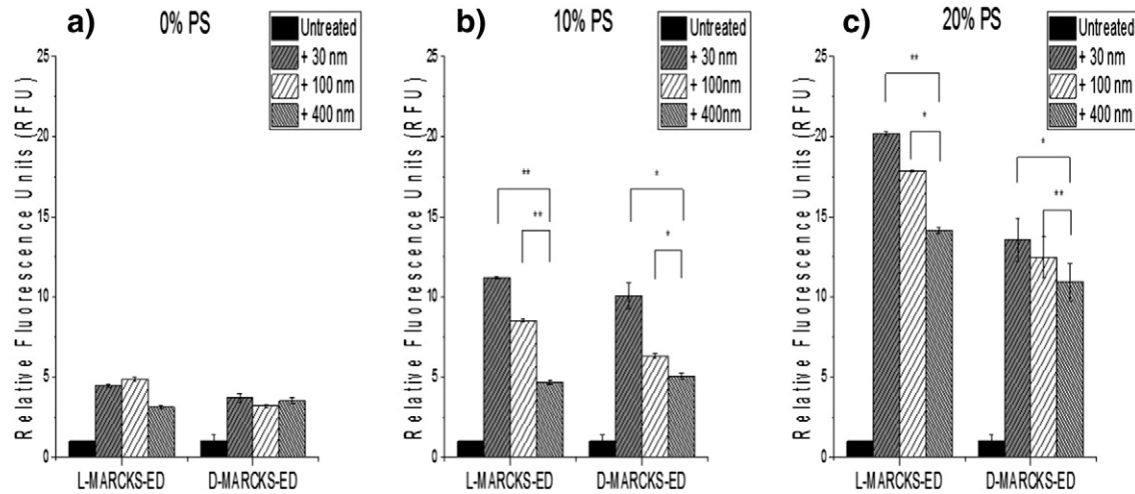 a)
0% PS
Untreated
+ 30 nm
+ 100 nm
+ 400 nm
Relative Fluorescence Units (RFU)
25
20
15
10
5
0
L-MARCKS-ED
D-MARCKS-ED
b)
10% PS
Untreated
+ 30 nm
+ 100nm
+ 400nm
Relative Fluorescence Units (RFU)
25
20
15
10
5
0
**
**
*
*
L-MARCKS-ED
D-MARCKS-ED
c)
20% PS
Untreated
+ 30 nm
+ 100 nm
+ 400 nm
Relative Fluorescence Units (RFU)
25
20
15
10
5
0
**
*
*
**
L-MARCKS-ED
D-MARCKS-ED